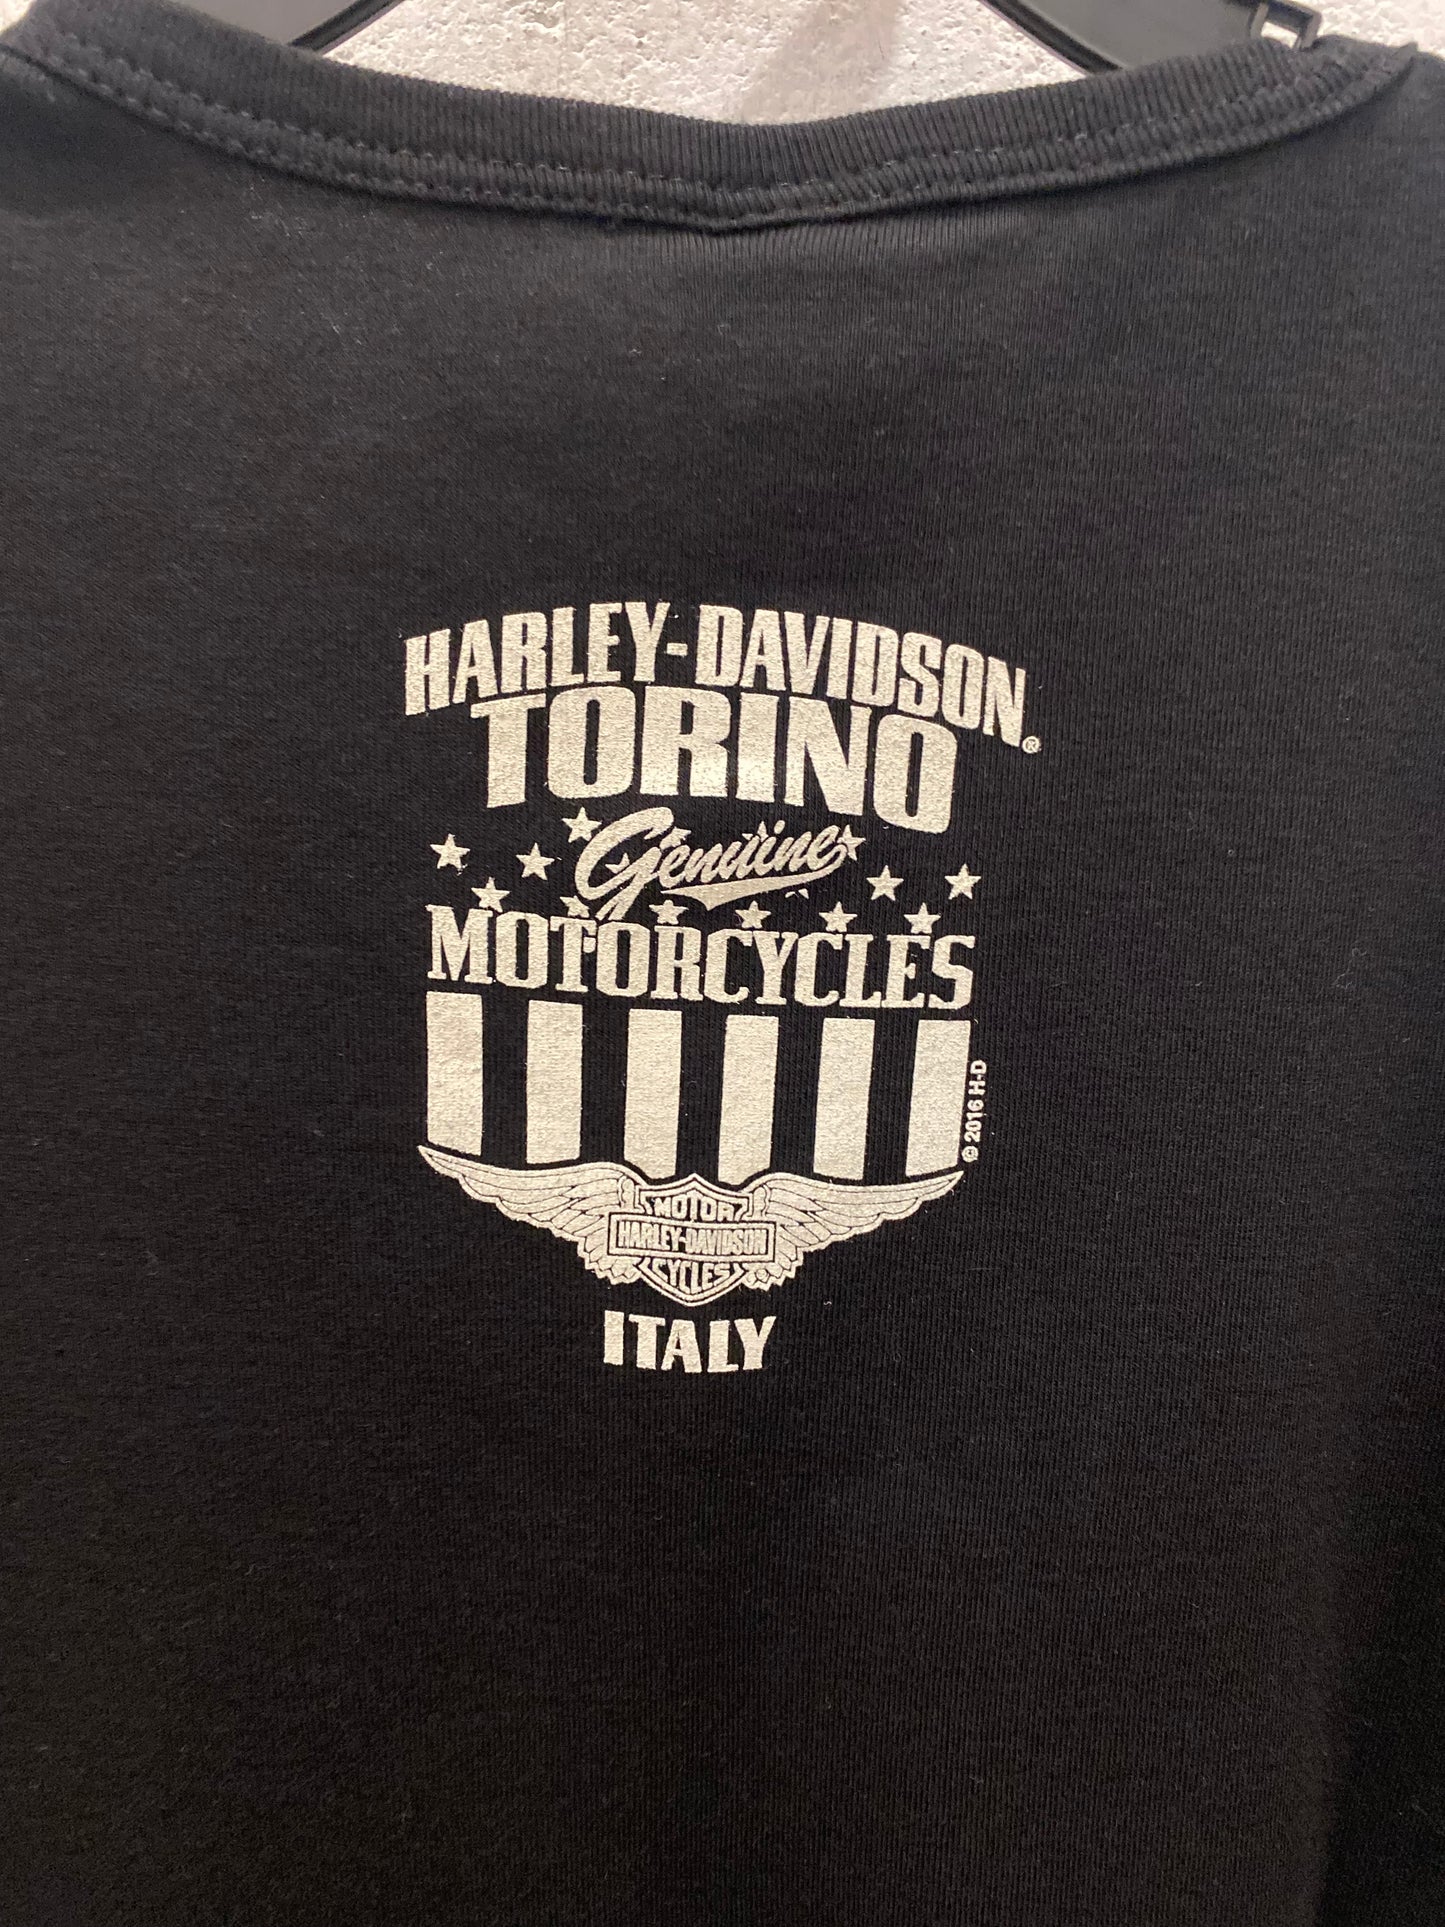 HARLEY-DAVIDSON®
TORINO
Genuine
MOTORCYCLES
© 2016 H-D
MOTOR
HARLEY-DAVIDSON
CYCLES
ITALY